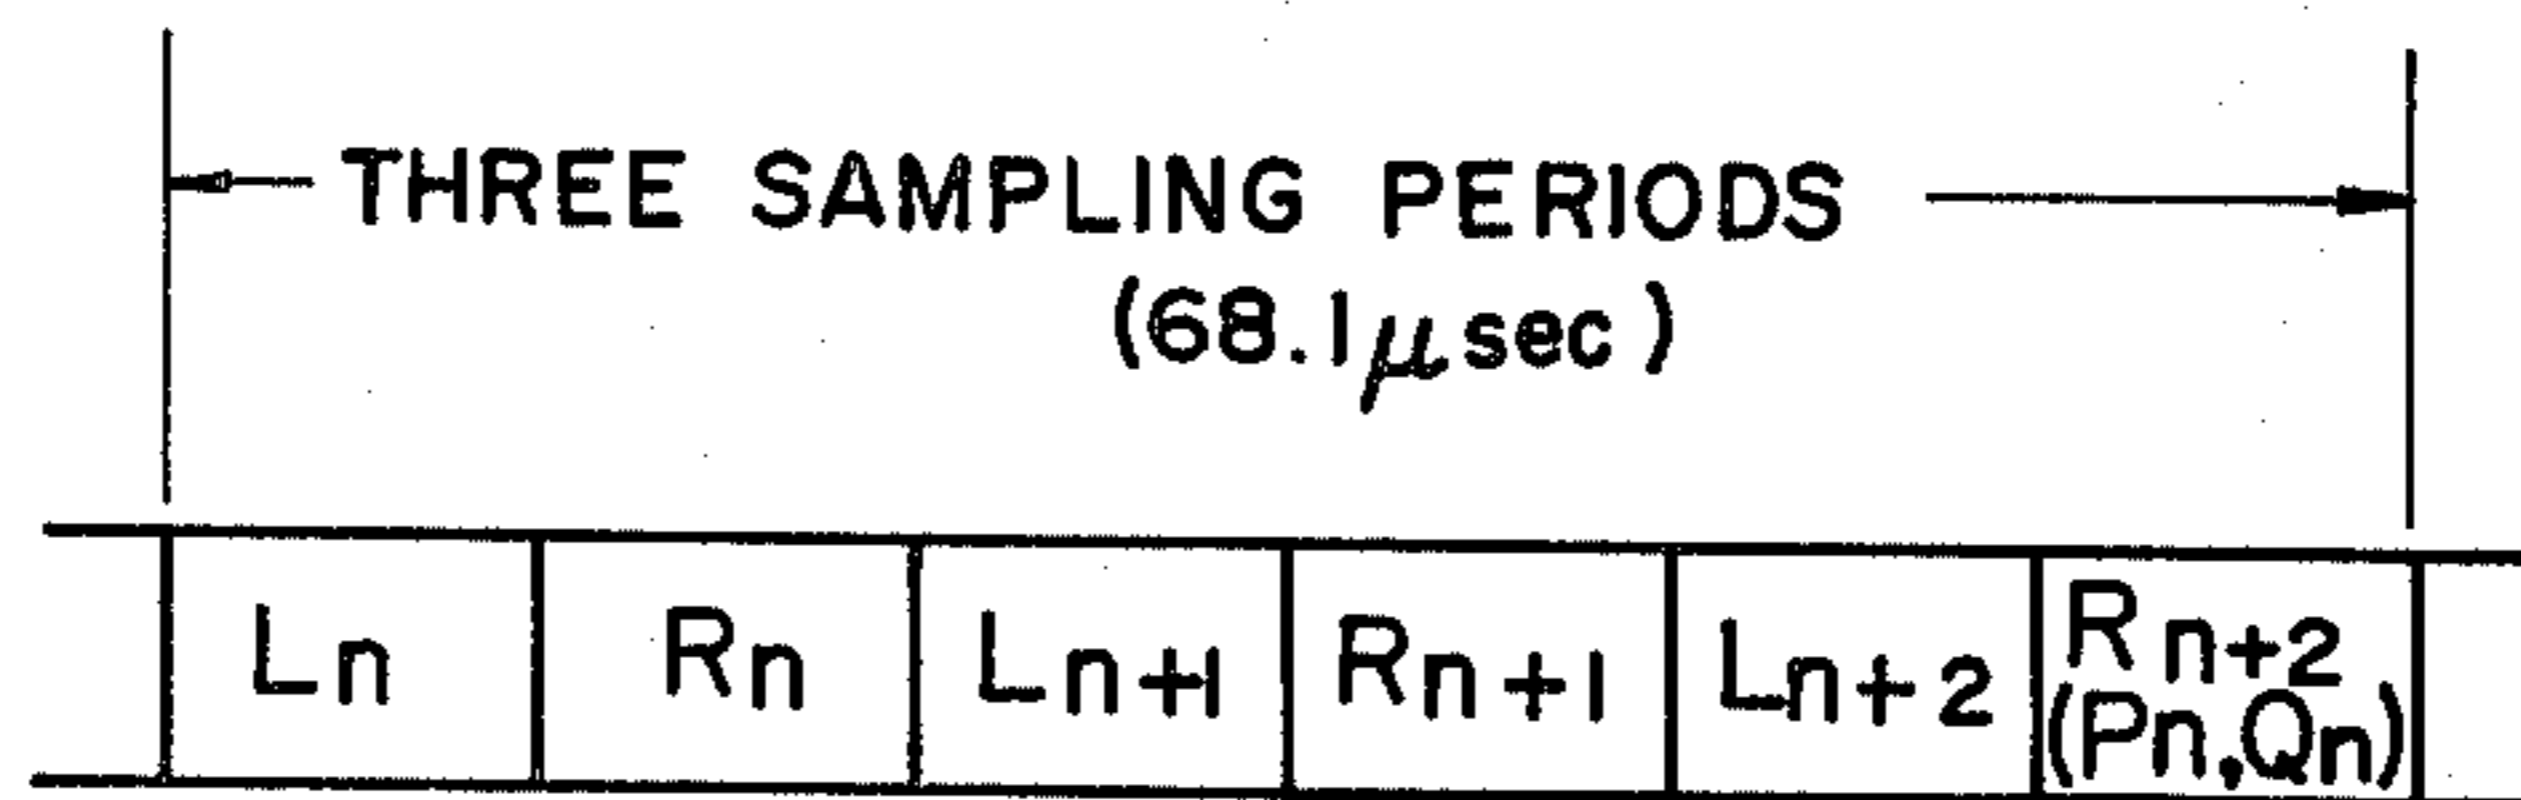 THREE SAMPLING PERIODS
(68.1μsec)
Ln Rn Ln+1 Rn+1 Ln+2 Rn+2
(Pn,Qn)